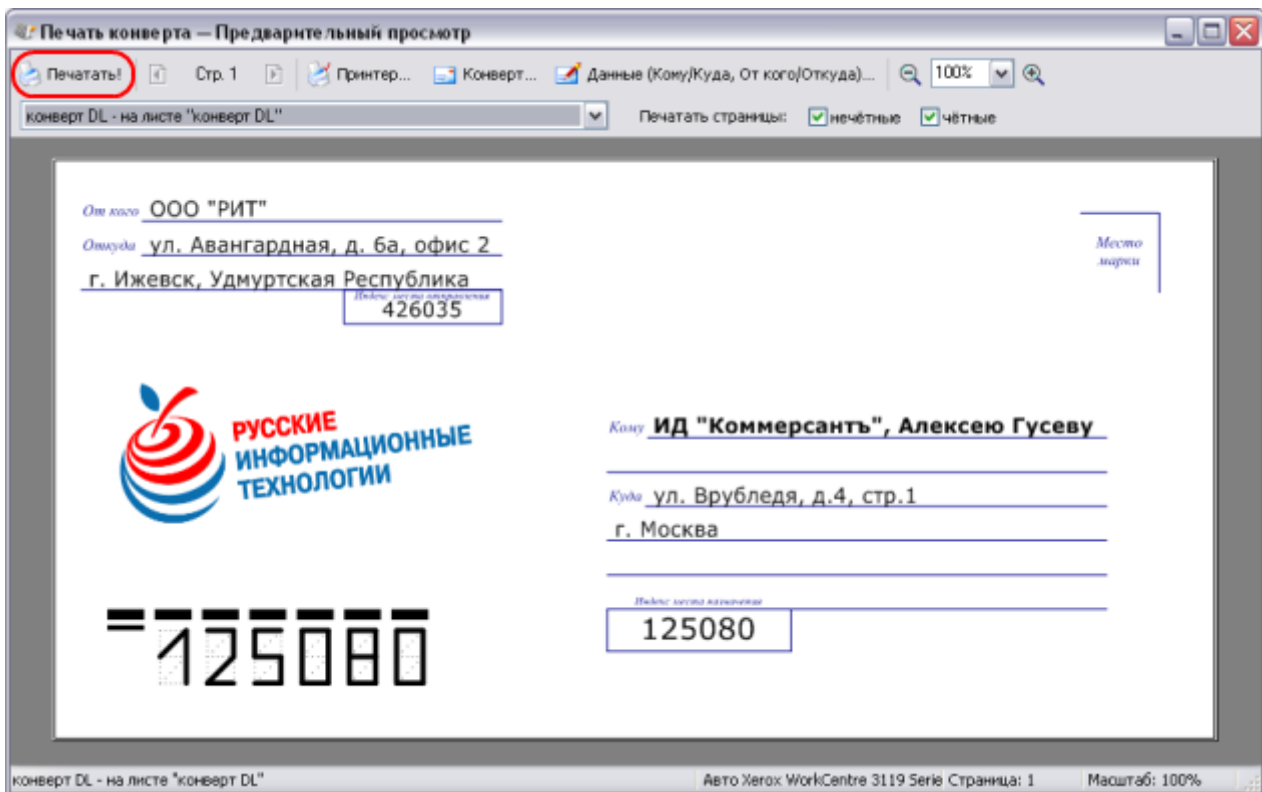 Печать конверта — Предварительный просмотр
Печатать! Стр. 1 Принтер... Конверт... Данные (Кому/Куда, От кого/Откуда)... 100%
конверт DL - на листе "конверт DL" Печатать страницы: нечётные чётные
От кого ООО "РИТ"
Откуда ул. Авангардная, д. 6а, офис 2
г. Ижевск, Удмуртская Республика
Индекс места отправления
426035
Место
марки
РУССКИЕ
ИНФОРМАЦИОННЫЕ
ТЕХНОЛОГИИ
Кому ИД "Коммерсантъ", Алексею Гусеву
Куда ул. Врубледя, д.4, стр.1
г. Москва
Индекс места назначения
125080
125080
конверт DL - на листе "конверт DL" Авто Xerox WorkCentre 3119 Serie Страница: 1 Масштаб: 100%